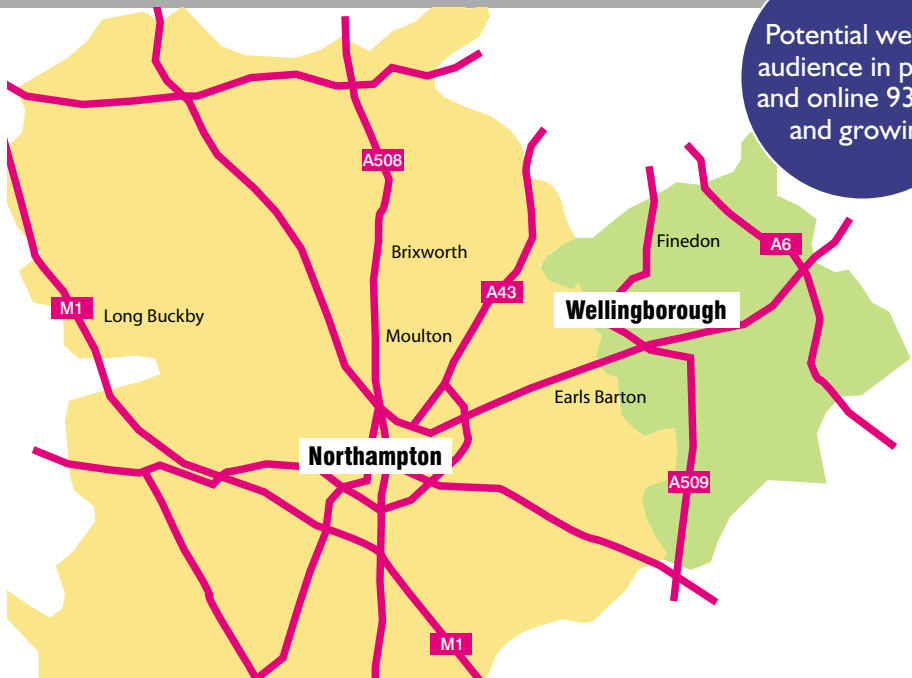 Potential we
audience in p
and online 93
and growin
A508
Finedon
A6
Brixworth
A43
M1
Long Buckby
Wellingborough
Moulton
Earls Barton
Northampton
A509
M1